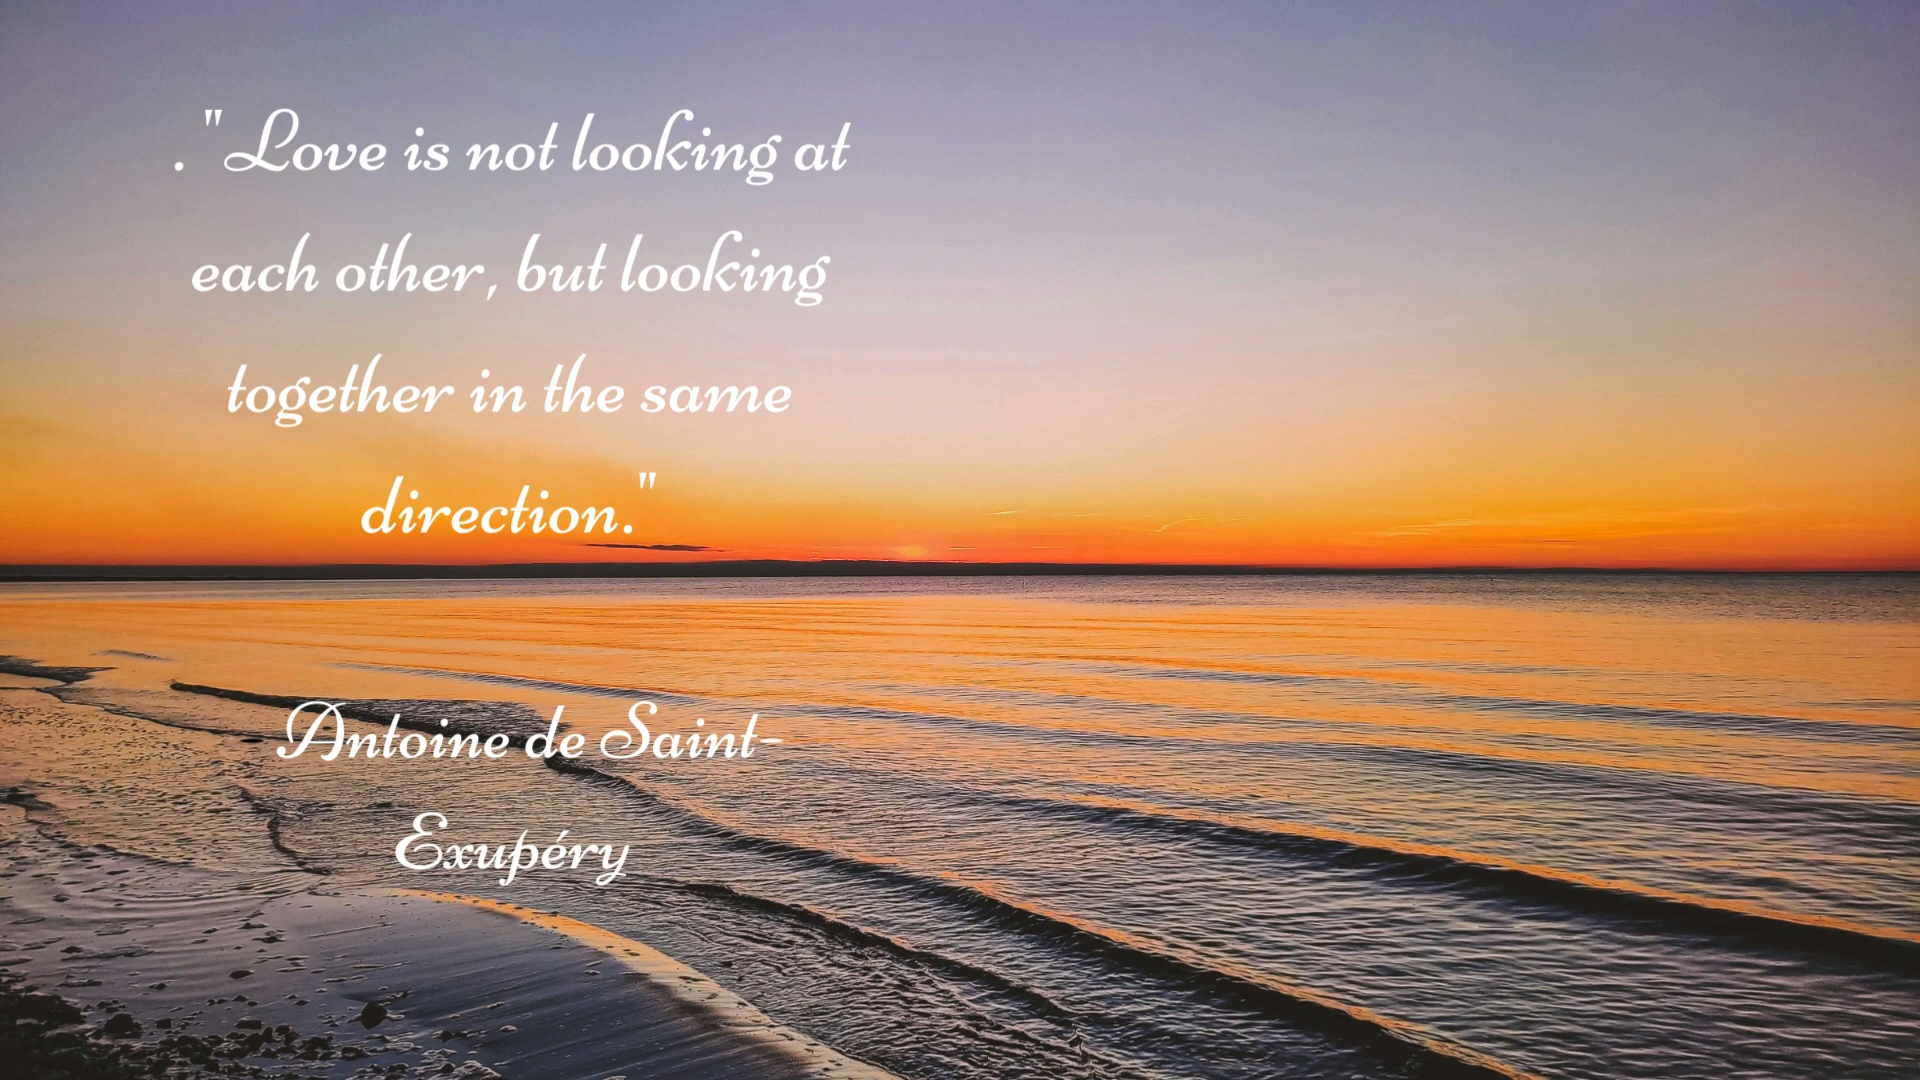 ." Love is not looking at
each other, but looking
together in the same
direction."
Antoine de Saint-
Exupéry